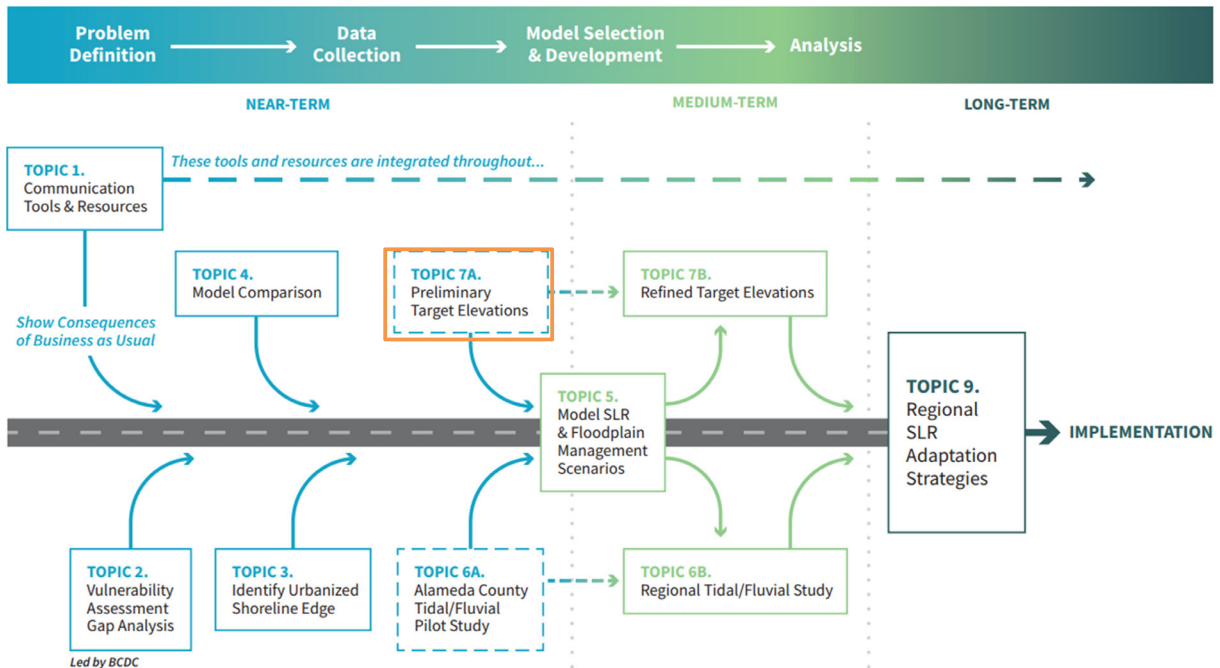 Problem
Definition
Data
Collection
Model Selection
& Development
Analysis
NEAR-TERM
MEDIUM-TERM
LONG-TERM
TOPIC 1.
Communication
Tools & Resources
These tools and resources are integrated throughout...
TOPIC 4.
Model Comparison
TOPIC 7A.
Preliminary
Target Elevations
TOPIC 7B.
Refined Target Elevations
Show Consequences
of Business as Usual
TOPIC 5.
Model SLR
& Floodplain
Management
Scenarios
TOPIC 9.
Regional
SLR
Adaptation
Strategies
IMPLEMENTATION
TOPIC 2.
Vulnerability
Assessment
Gap Analysis
Led by BCDC
TOPIC 3.
Identify Urbanized
Shoreline Edge
TOPIC 6A.
Alameda County
Tidal/Fluvial
Pilot Study
TOPIC 6B.
Regional Tidal/Fluvial Study